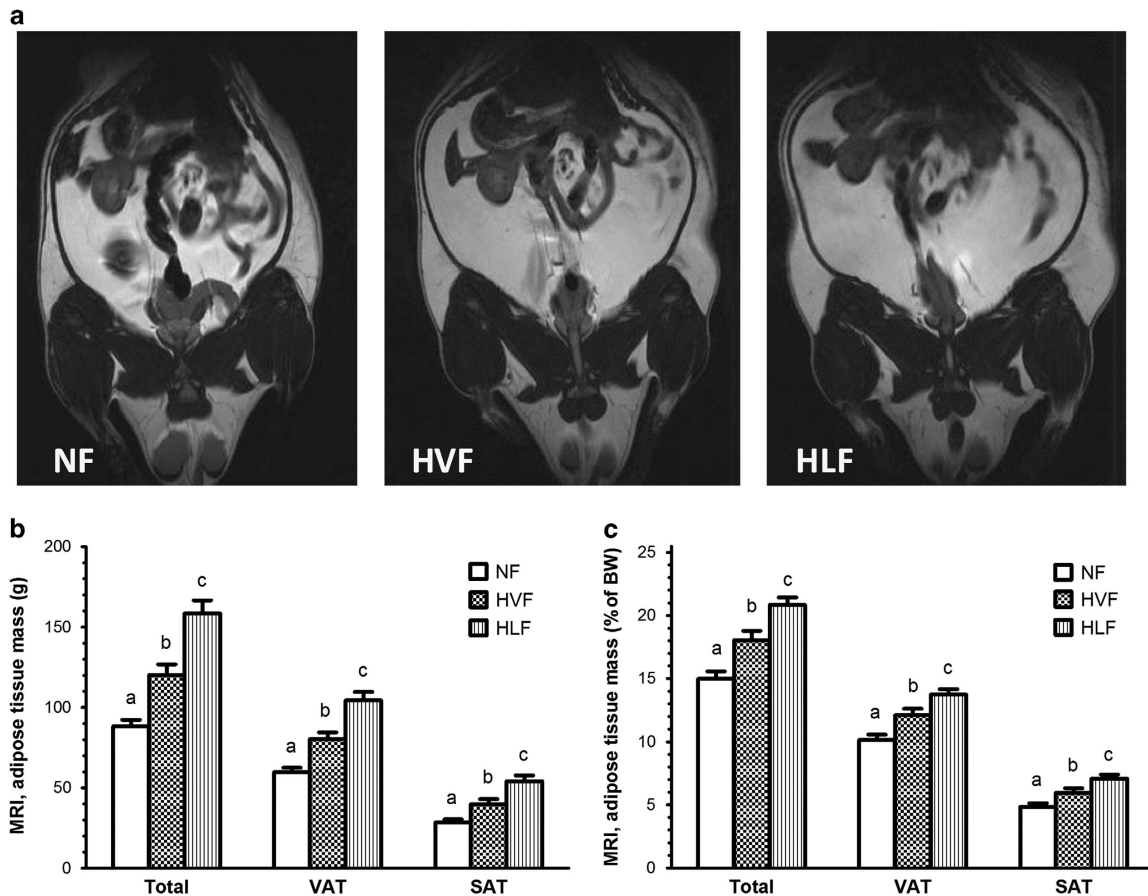 a
NF
HVF
HLF
b
MRI, adipose tissue mass (g)
200
150
100
50
0
NF
HVF
HLF
a
b
c
a
b
c
a
b
c
Total
VAT
SAT
c
MRI, adipose tissue mass (% of BW)
25
20
15
10
5
0
NF
HVF
HLF
a
b
c
a
b
c
a
b
c
Total
VAT
SAT